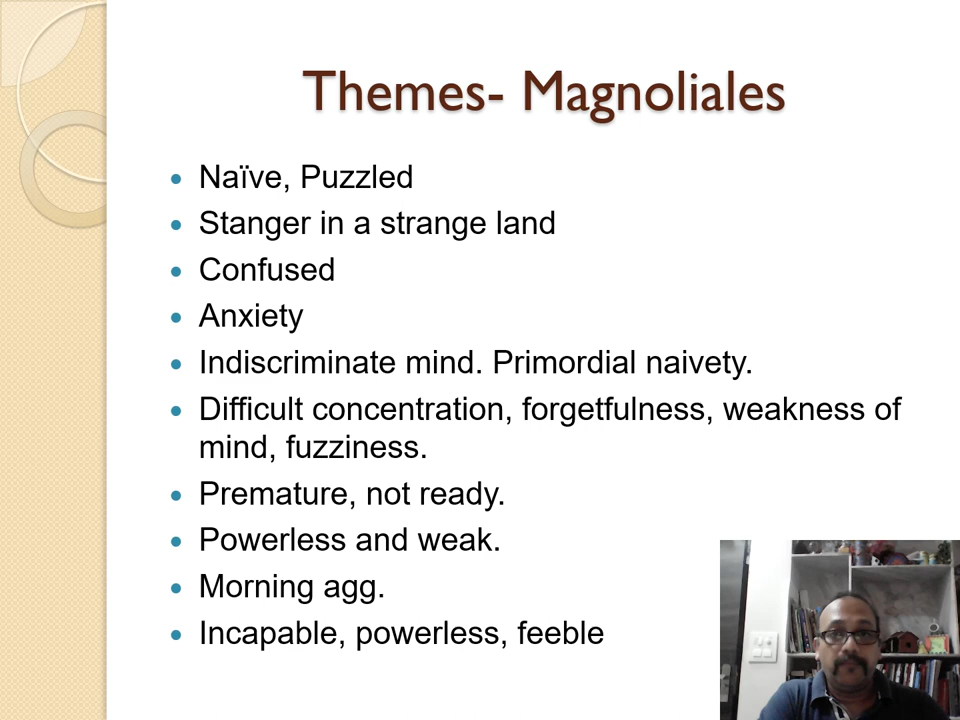 Themes- Magnoliales
Naïve, Puzzled
Stanger in a strange land
Confused
Anxiety
Indiscriminate mind. Primordial naivety.
Difficult concentration, forgetfulness, weakness of
mind, fuzziness.
Premature, not ready.
Powerless and weak.
Morning agg.
Incapable, powerless, feeble